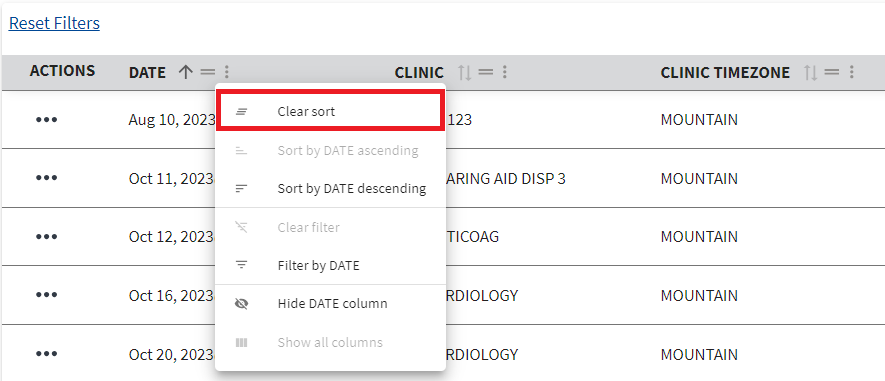 Reset Filters
ACTIONS DATE CLINIC CLINIC TIMEZONE
Aug 10, 2023 123 MOUNTAIN
Clear sort
Sort by DATE ascending
Oct 11, 2023 ARING AID DISP 3 MOUNTAIN
Sort by DATE descending
Oct 12, 2023 TICOAG MOUNTAIN
Clear filter
Filter by DATE
Oct 16, 2023 RDIOLOGY MOUNTAIN
Hide DATE column
Show all columns
Oct 20, 2023 RDIOLOGY MOUNTAIN